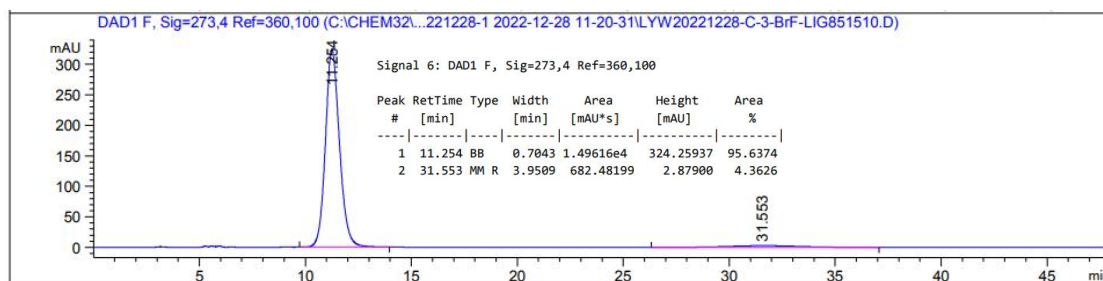 DAD1 F, Sig=273,4 Ref=360,100 (C:\CHEM32\...221228-1 2022-12-28 11-20-31\LYW20221228-C-3-BrF-LIG851510.D)
mAU
300
250
200
150
100
50
0
11.254
31.553
Signal 6: DAD1 F, Sig=273,4 Ref=360,100
Peak RetTime Type Width Area Height Area
# [min] [min] [mAU*s] [mAU] %
----|-------|----|-------|----------|----------|--------|
1 11.254 BB 0.7043 1.49616e4 324.25937 95.6374
2 31.553 MM R 3.9509 682.48199 2.87900 4.3626
5 10 15 20 25 30 35 40 45 mi